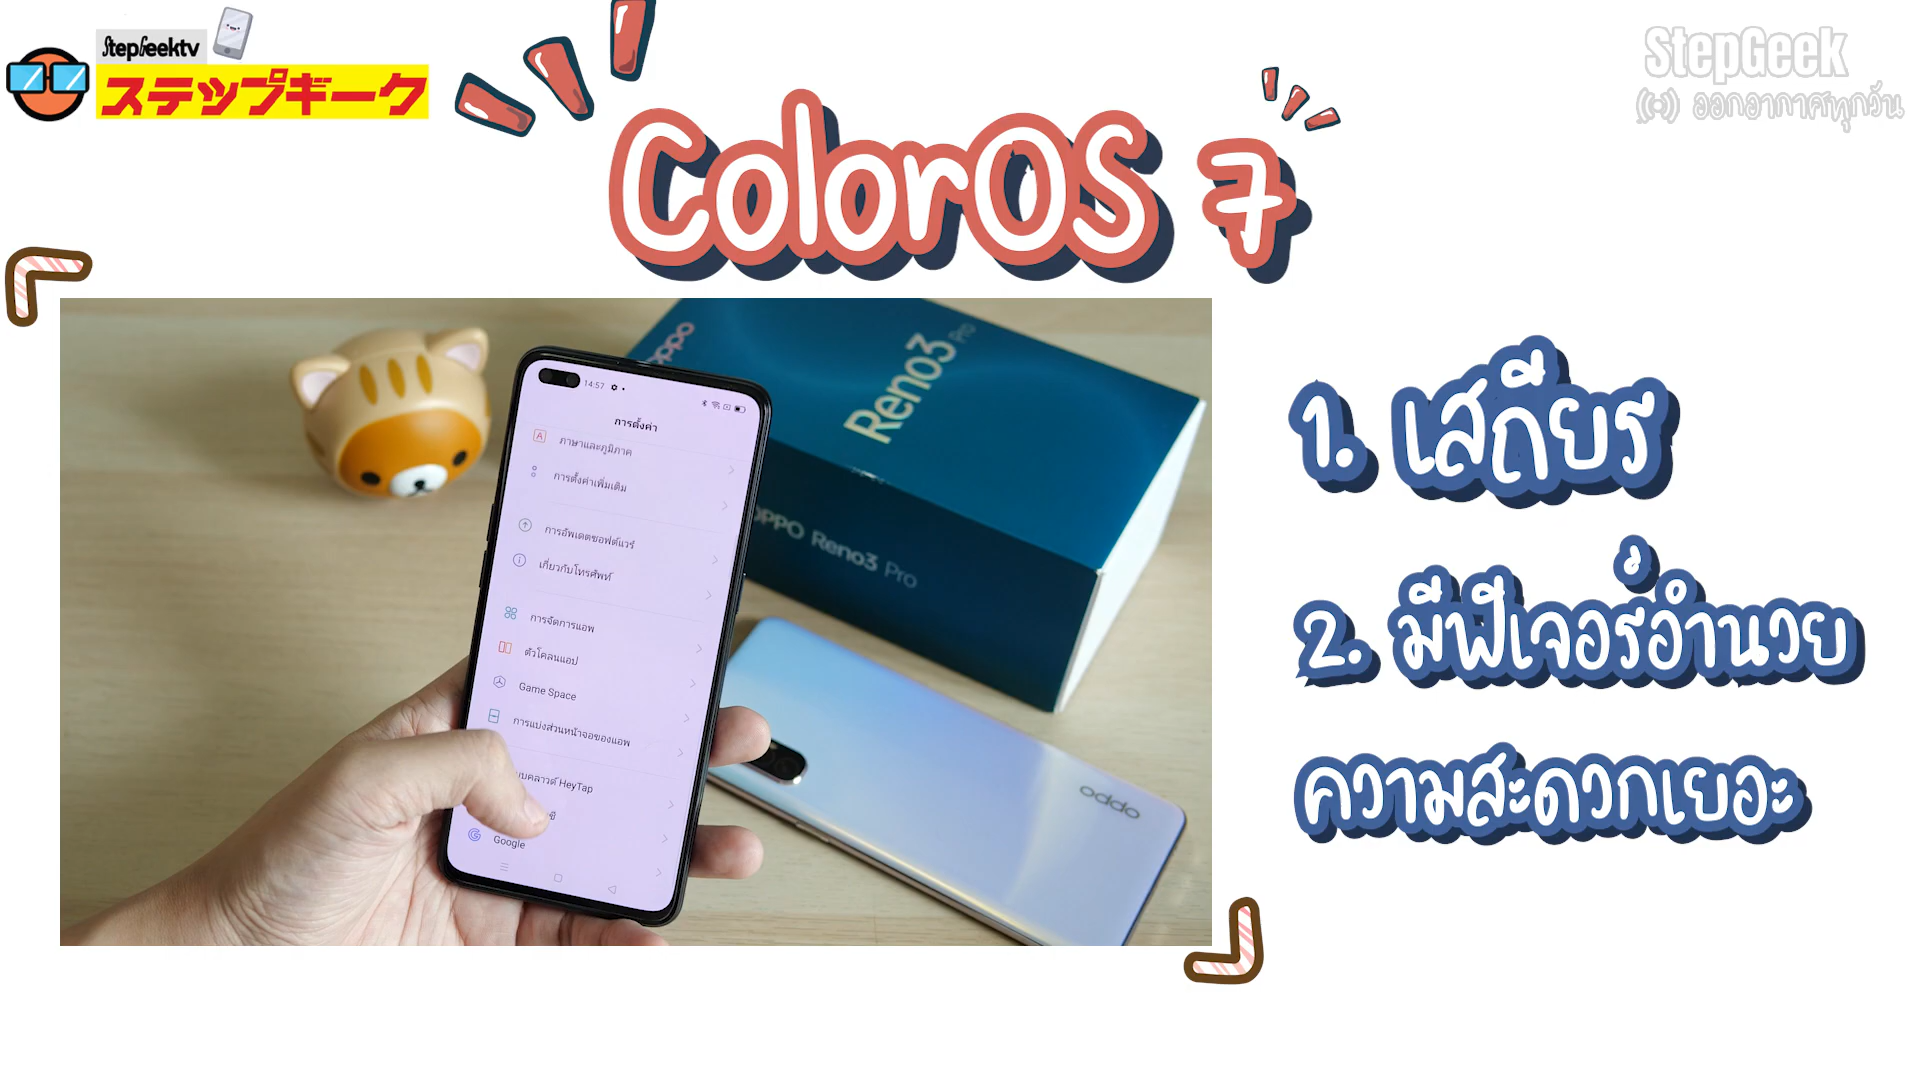 StepGeektv
ステップギーク
StepGeek
ออกอากาศทุกวัน
ColorOS 7
1. เสถียร
2. มีฟีเจอร์อำนวย
ความสะดวกเยอะ
14:57
การตั้งค่า
ภาษาและภูมิภาค
การตั้งค่าเพิ่มเติม
การอัพเดตซอฟต์แวร์
เกี่ยวกับโทรศัพท์
การจัดการแอพ
ตัวโคลนแอป
Game Space
การแบ่งส่วนหน้าจอของแอพ
HeyTap
Google
oppo
Reno3 Pro
OPPO Reno3 Pro
oppo